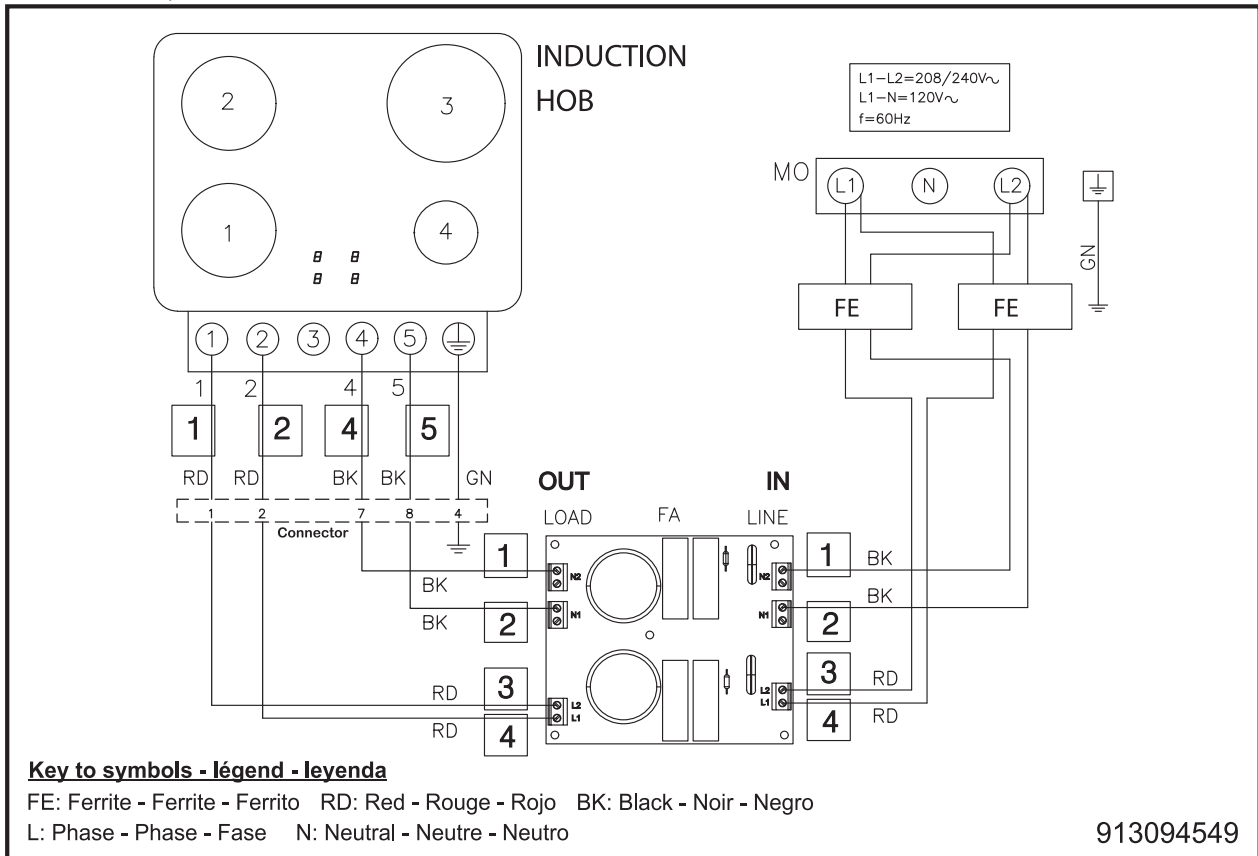 INDUCTION
HOB
2
3
1
4
8 8
8 8
L1-L2=208/240V~
L1-N=120V~
f=60Hz
MO
L1 N L2
GN
FE FE
1 2 3 4 5
1 2 4 5
1 2 4 5
RD RD BK BK GN
1 2 7 8 4
Connector
OUT IN
LOAD FA LINE
1 BK N2 N2 1 BK
2 BK N1 N1 2 BK
3 RD L2 L2 3 RD
4 RD L1 L1 4 RD
Key to symbols - légend - leyenda
FE: Ferrite - Ferrite - Ferrito RD: Red - Rouge - Rojo BK: Black - Noir - Negro
L: Phase - Phase - Fase N: Neutral - Neutre - Neutro
913094549